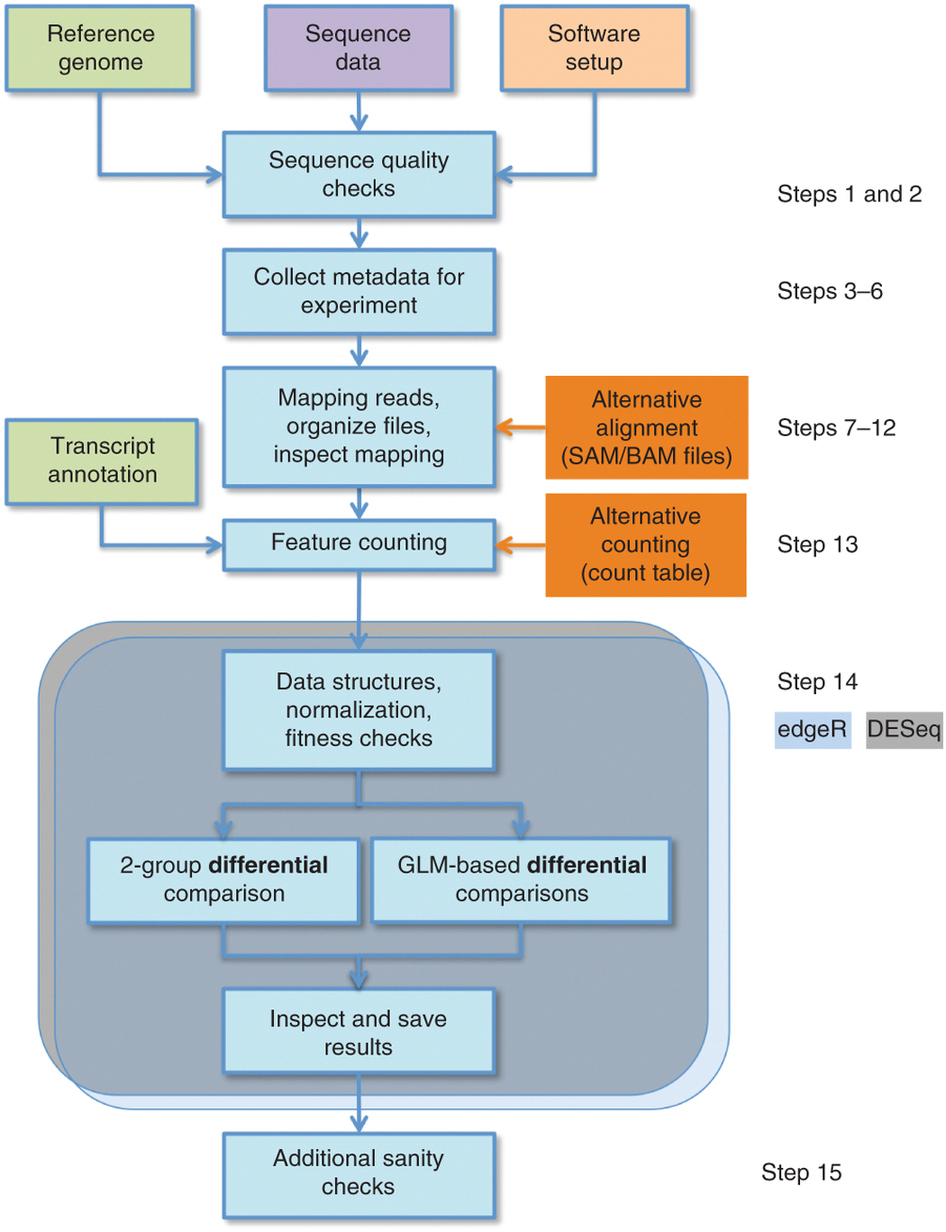 Reference
genome
Sequence
data
Software
setup
Sequence quality
checks
Steps 1 and 2
Collect metadata for
experiment
Steps 3–6
Mapping reads,
organize files,
inspect mapping
Alternative
alignment
(SAM/BAM files)
Steps 7–12
Transcript
annotation
Feature counting
Alternative
counting
(count table)
Step 13
Data structures,
normalization,
fitness checks
Step 14
edgeR
DESeq
2-group differential
comparison
GLM-based differential
comparisons
Inspect and save
results
Additional sanity
checks
Step 15